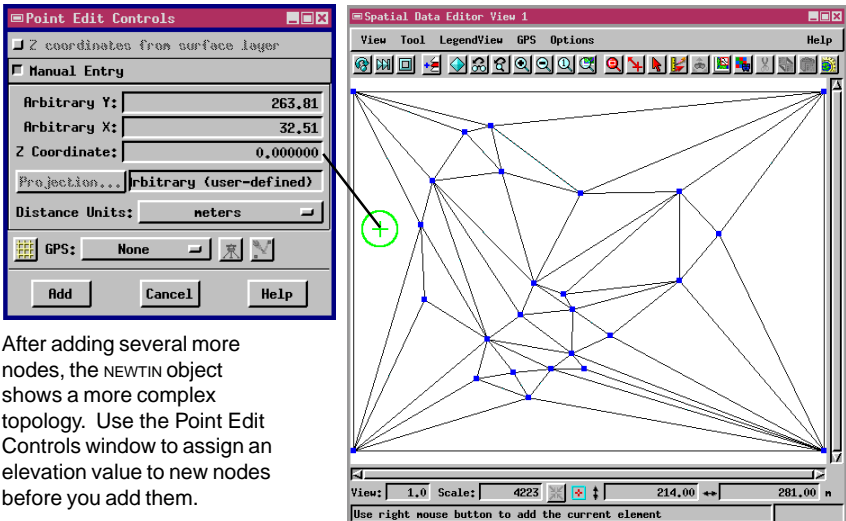 Point Edit Controls
Z coordinates from surface layer
Manual Entry
Arbitrary Y: 263.81
Arbitrary X: 32.51
Z Coordinate: 0.000000
Projection... rbitrary (user-defined)
Distance Units: meters
GPS: None
Add Cancel Help
After adding several more
nodes, the NEWTIN object
shows a more complex
topology. Use the Point Edit
Controls window to assign an
elevation value to new nodes
before you add them.
Spatial Data Editor View 1
View Tool LegendView GPS Options Help
View: 1.0 Scale: 4223 214.00 281.00 m
Use right mouse button to add the current element